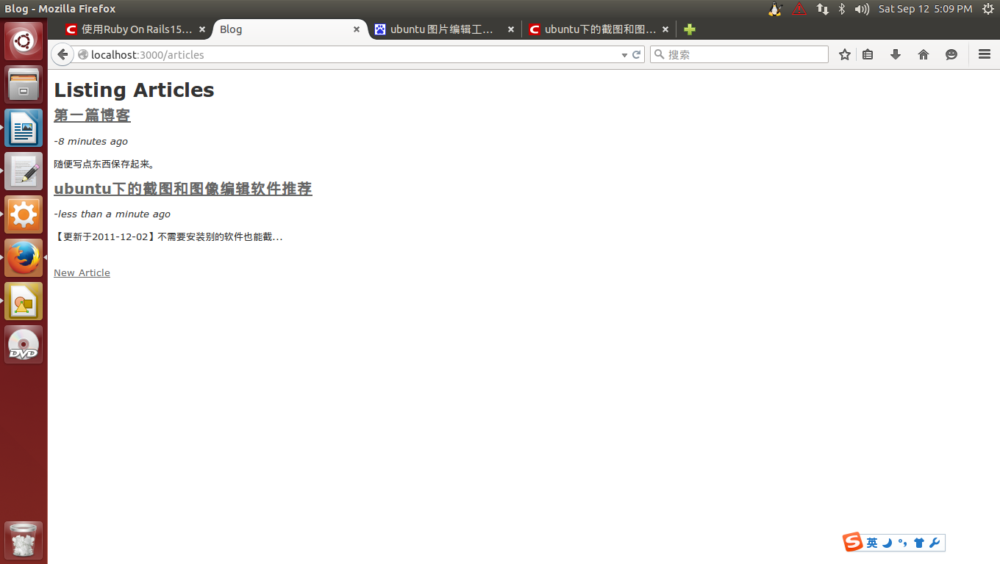 Blog - Mozilla Firefox
Sat Sep 12 5:09 PM
使用Ruby On Rails15...
Blog
ubuntu 图片编辑工...
ubuntu下的截图和图...
localhost:3000/articles
搜索
Listing Articles
第一篇博客
-8 minutes ago
随便写点东西保存起来。
ubuntu下的截图和图像编辑软件推荐
-less than a minute ago
【更新于2011-12-02】不需要安装别的软件也能截...
New Article
DVD
S 英